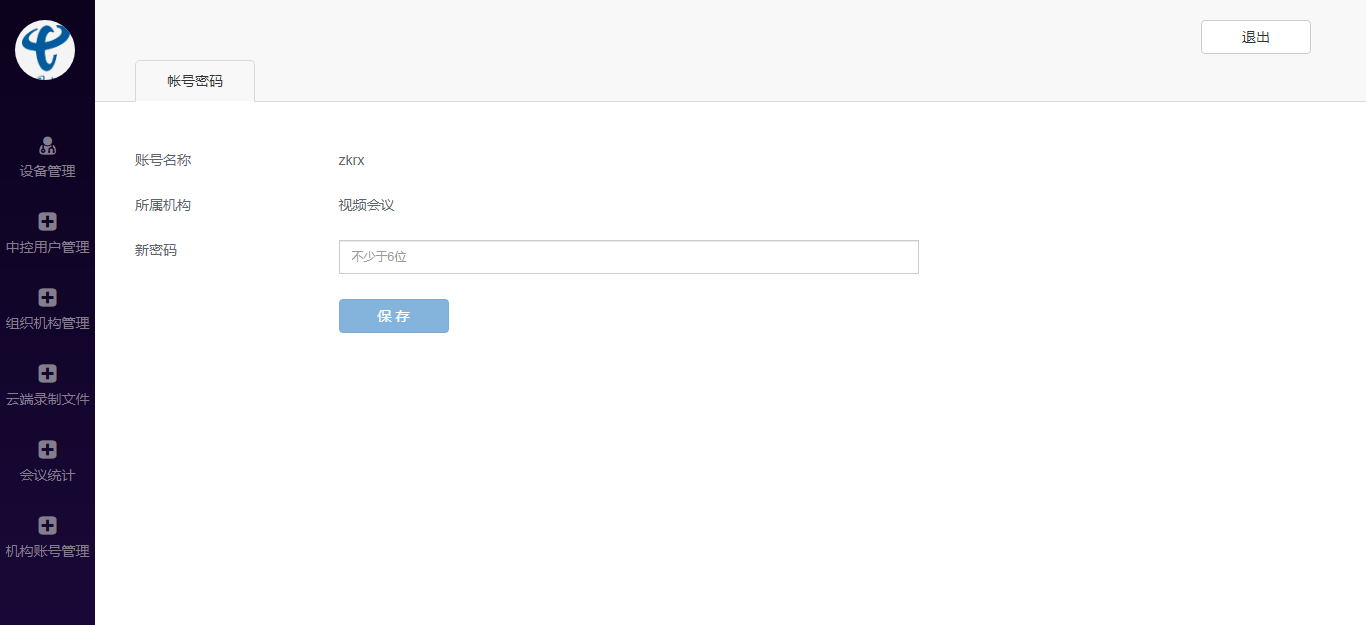 退出
帐号密码
设备管理
中控用户管理
组织机构管理
云端录制文件
会议统计
机构账号管理
账号名称 zkrx
所属机构 视频会议
新密码 不少于6位
保存